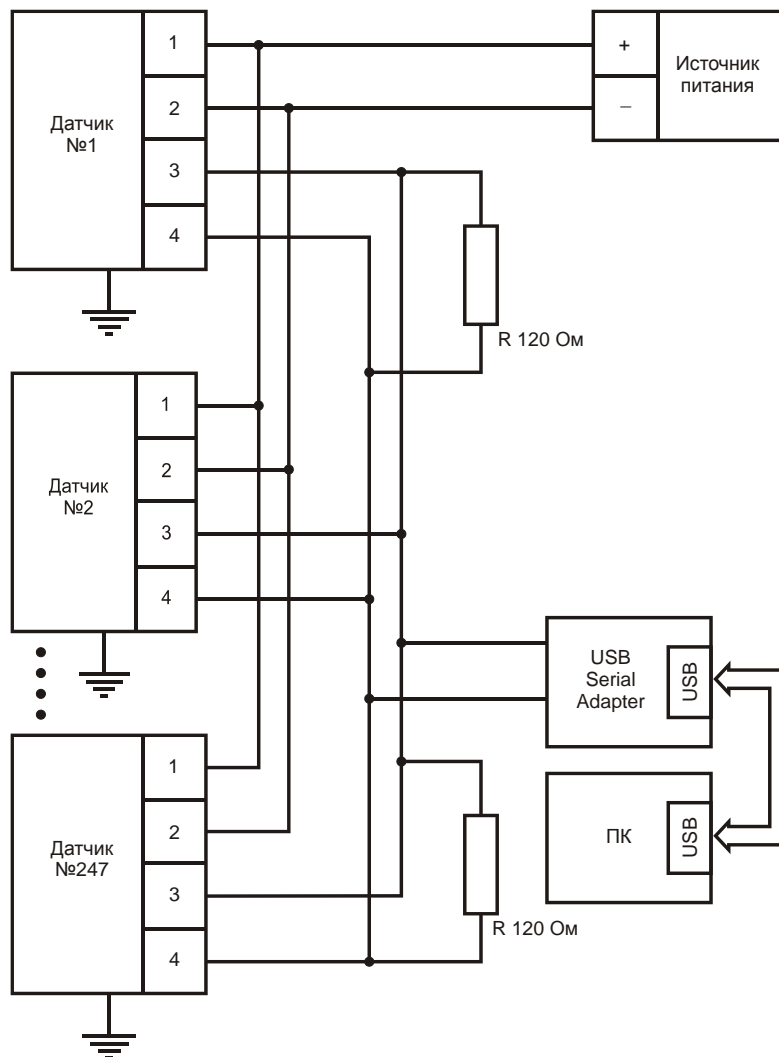 1
2
3
4
Датчик
№1
+
−
Источник
питания
R 120 Ом
1
2
3
4
Датчик
№2
USB
Serial
Adapter
USB
ПК
USB
1
2
3
4
Датчик
№247
R 120 Ом